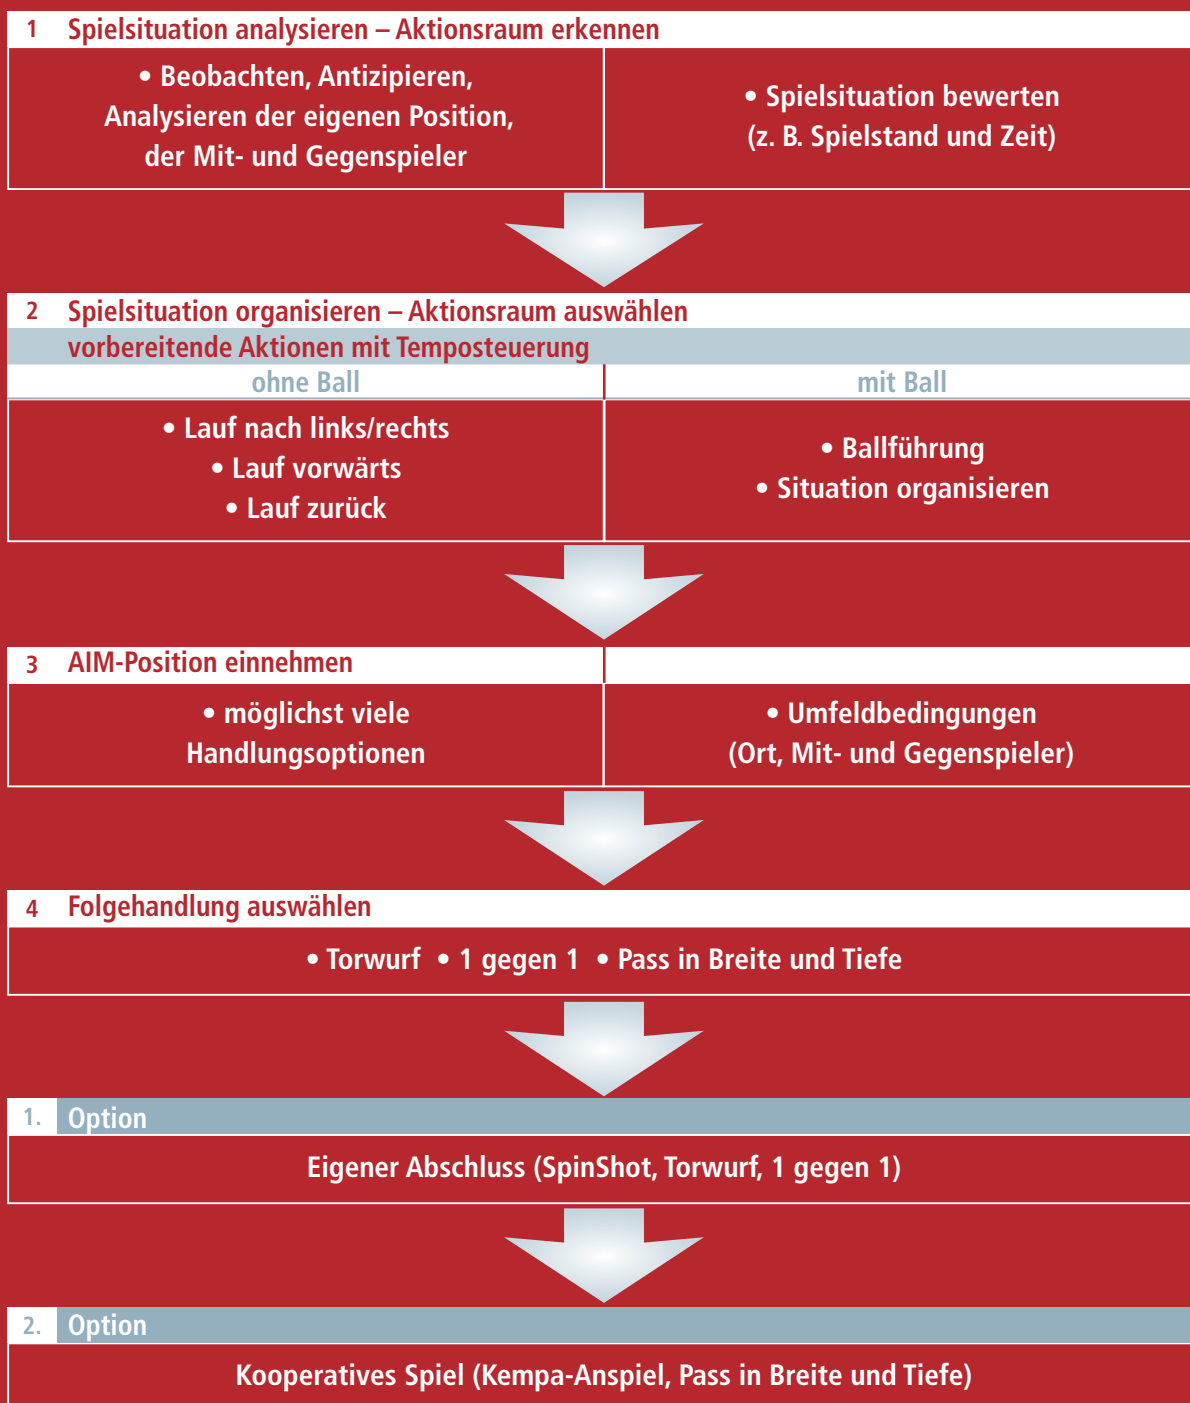 1 Spielsituation analysieren – Aktionsraum erkennen
• Beobachten, Antizipieren,
Analysieren der eigenen Position,
der Mit- und Gegenspieler
• Spielsituation bewerten
(z. B. Spielstand und Zeit)
2 Spielsituation organisieren – Aktionsraum auswählen
vorbereitende Aktionen mit Temposteuerung
ohne Ball
mit Ball
• Lauf nach links/rechts
• Lauf vorwärts
• Lauf zurück
• Ballführung
• Situation organisieren
3 AIM-Position einnehmen
• möglichst viele
Handlungsoptionen
• Umfeldbedingungen
(Ort, Mit- und Gegenspieler)
4 Folgehandlung auswählen
• Torwurf • 1 gegen 1 • Pass in Breite und Tiefe
1. Option
Eigener Abschluss (SpinShot, Torwurf, 1 gegen 1)
2. Option
Kooperatives Spiel (Kempa-Anspiel, Pass in Breite und Tiefe)